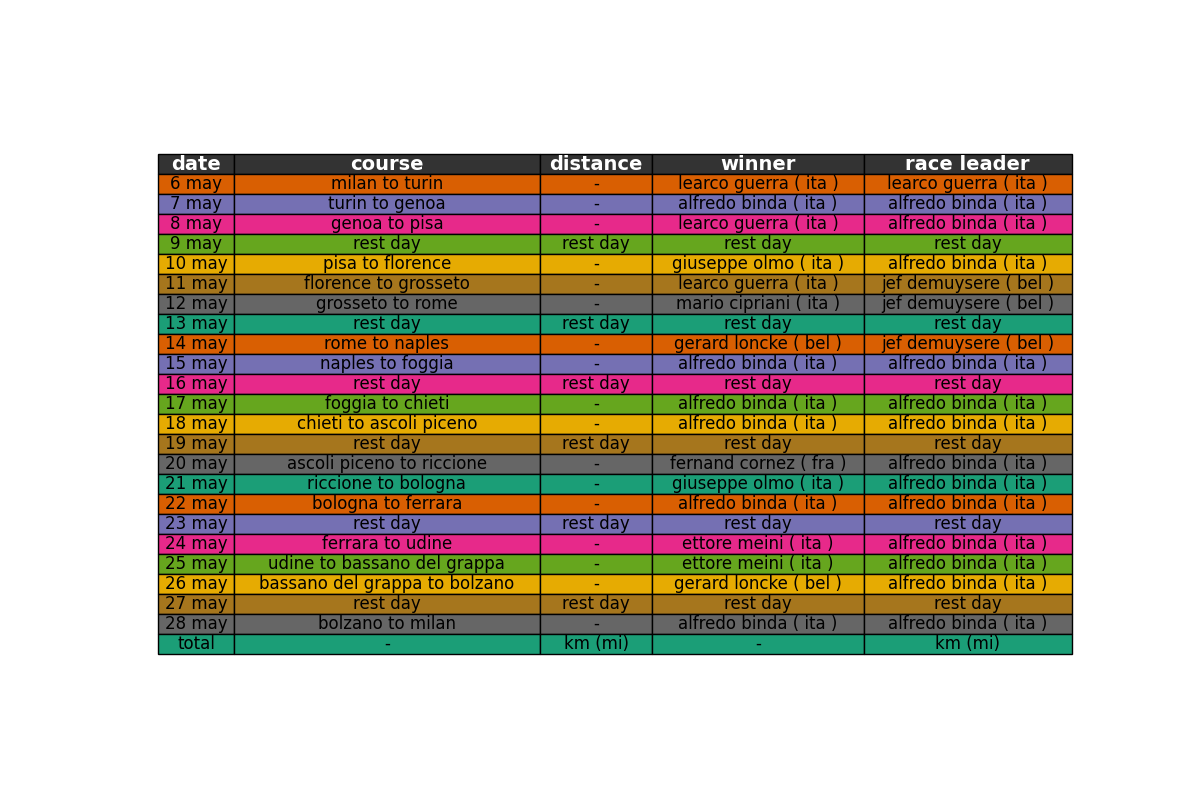 date course distance winner race leader
6 may milan to turin - learco guerra ( ita ) learco guerra ( ita )
7 may turin to genoa - alfredo binda ( ita ) alfredo binda ( ita )
8 may genoa to pisa - learco guerra ( ita ) alfredo binda ( ita )
9 may rest day rest day rest day rest day
10 may pisa to florence - giuseppe olmo ( ita ) alfredo binda ( ita )
11 may florence to grosseto - learco guerra ( ita ) jef demuysere ( bel )
12 may grosseto to rome - mario cipriani ( ita ) jef demuysere ( bel )
13 may rest day rest day rest day rest day
14 may rome to naples - gerard loncke ( bel ) jef demuysere ( bel )
15 may naples to foggia - alfredo binda ( ita ) alfredo binda ( ita )
16 may rest day rest day rest day rest day
17 may foggia to chieti - alfredo binda ( ita ) alfredo binda ( ita )
18 may chieti to ascoli piceno - alfredo binda ( ita ) alfredo binda ( ita )
19 may rest day rest day rest day rest day
20 may ascoli piceno to riccione - fernand cornez ( fra ) alfredo binda ( ita )
21 may riccione to bologna - giuseppe olmo ( ita ) alfredo binda ( ita )
22 may bologna to ferrara - alfredo binda ( ita ) alfredo binda ( ita )
23 may rest day rest day rest day rest day
24 may ferrara to udine - ettore meini ( ita ) alfredo binda ( ita )
25 may udine to bassano del grappa - ettore meini ( ita ) alfredo binda ( ita )
26 may bassano del grappa to bolzano - gerard loncke ( bel ) alfredo binda ( ita )
27 may rest day rest day rest day rest day
28 may bolzano to milan - alfredo binda ( ita ) alfredo binda ( ita )
total - km (mi) - km (mi)